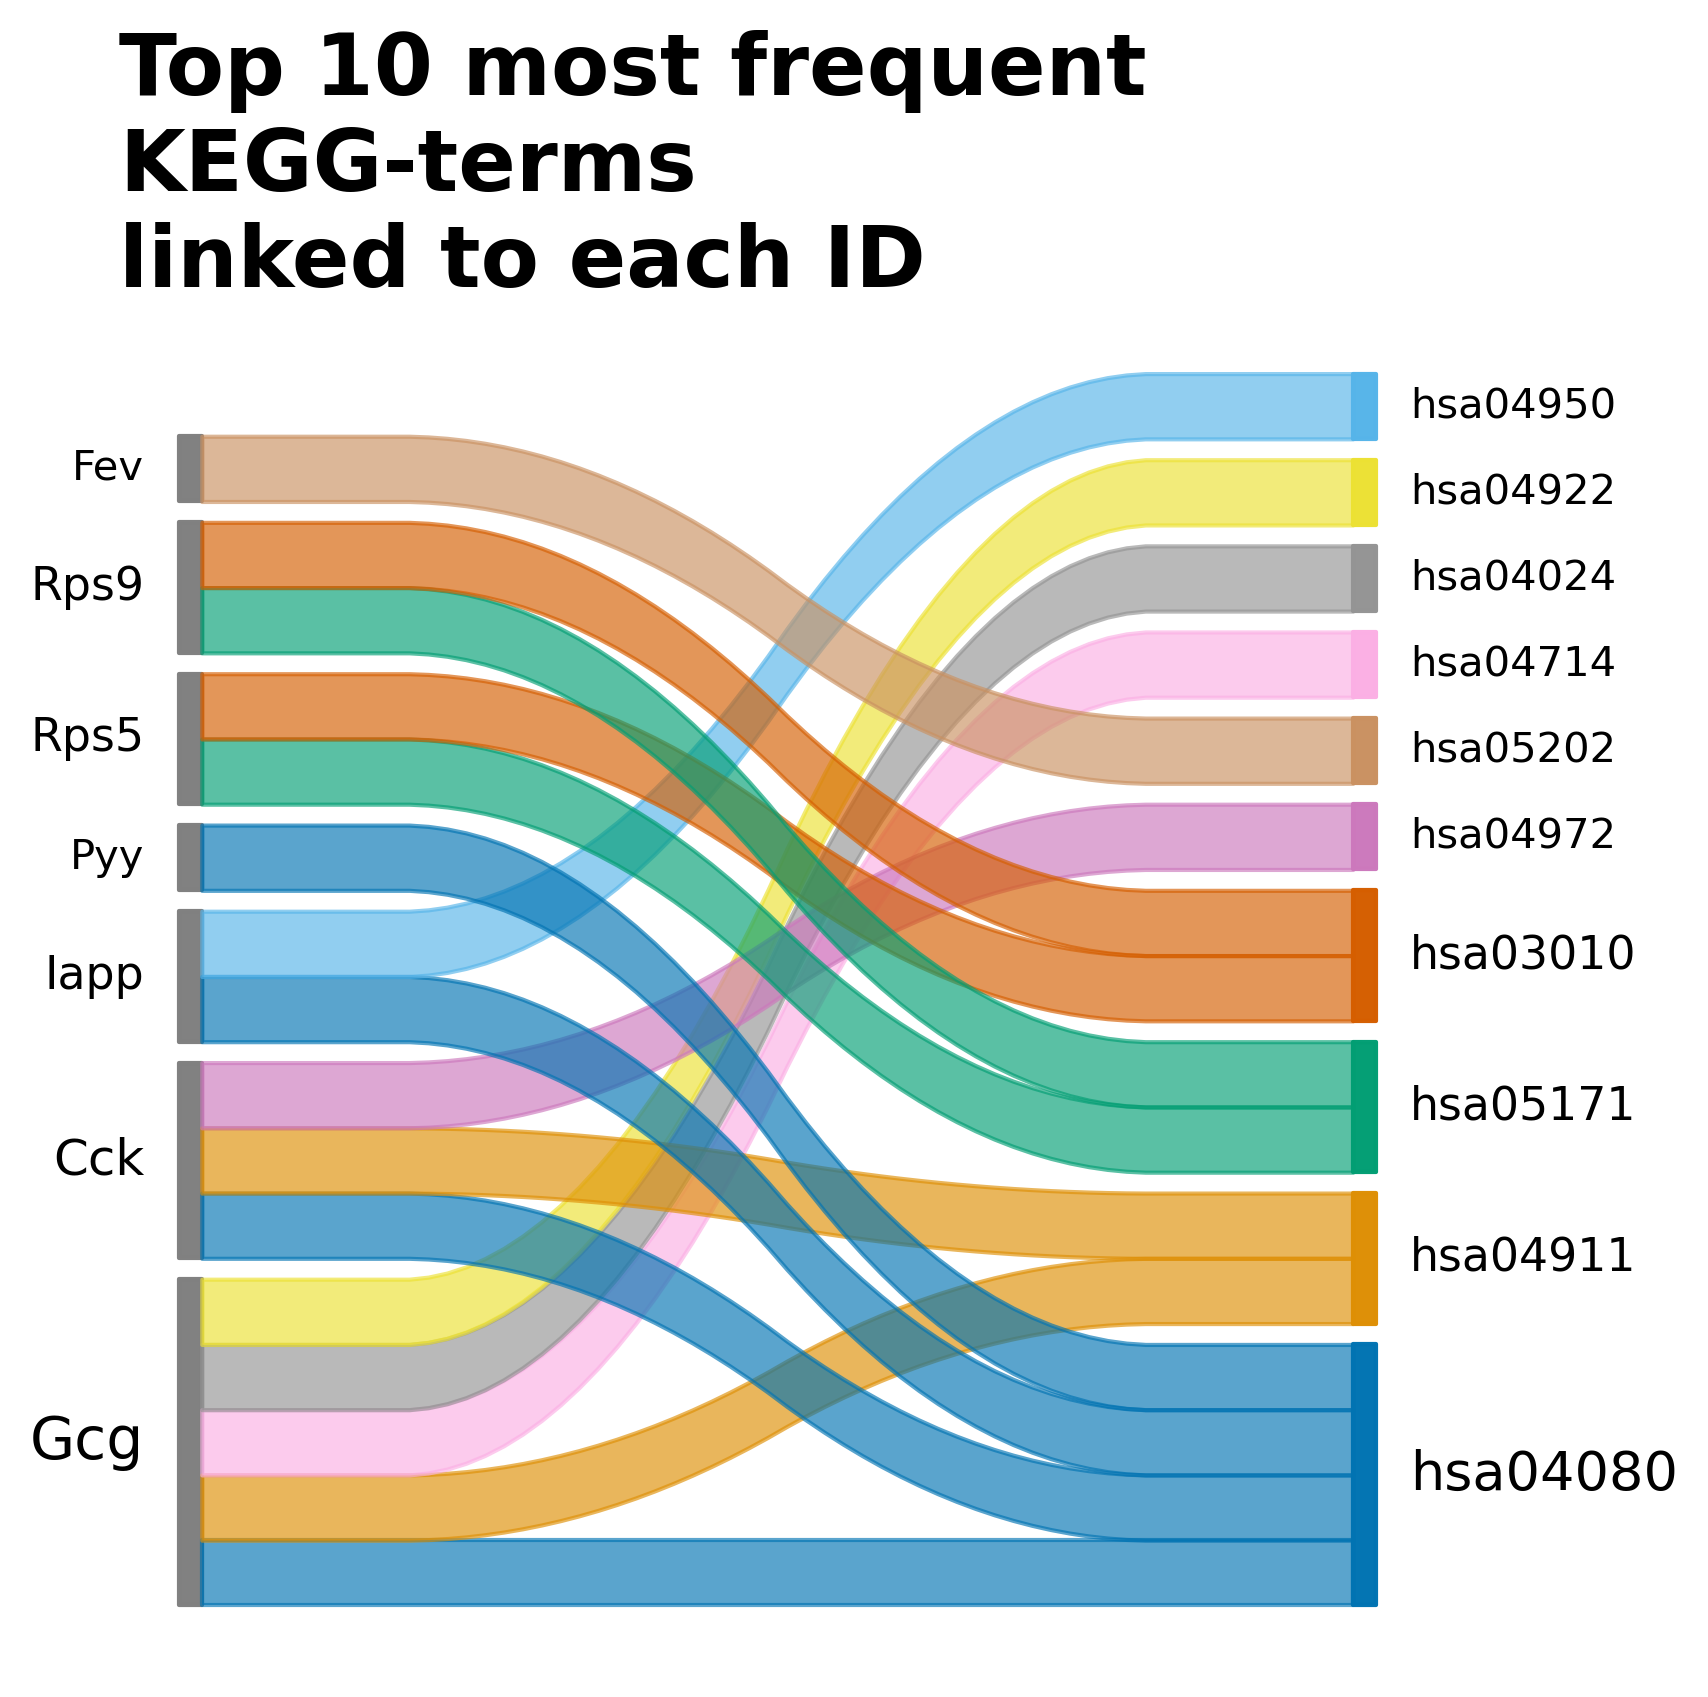 Top 10 most frequent
KEGG-terms
linked to each ID
Fev
Rps9
Rps5
Pyy
Iapp
Cck
Gcg
hsa04950
hsa04922
hsa04024
hsa04714
hsa05202
hsa04972
hsa03010
hsa05171
hsa04911
hsa04080